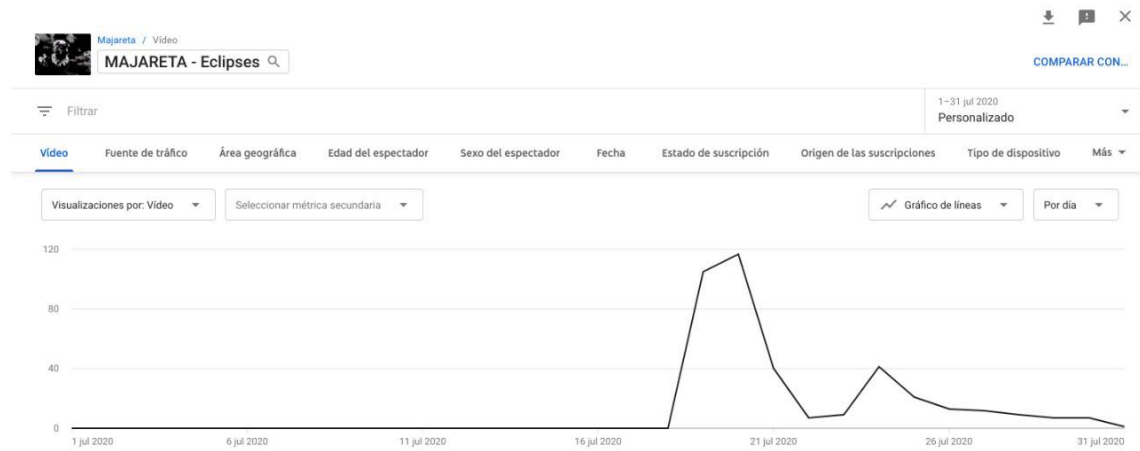 Majareta / Vídeo
MAJARETA - Eclipses
COMPARAR CON...
Filtrar
1–31 jul 2020
Personalizado
Vídeo Fuente de tráfico Área geográfica Edad del espectador Sexo del espectador Fecha Estado de suscripción Origen de las suscripciones Tipo de dispositivo Más
Visualizaciones por: Vídeo Seleccionar métrica secundaria Gráfico de líneas Por día
120
80
40
0
1 jul 2020 6 jul 2020 11 jul 2020 16 jul 2020 21 jul 2020 26 jul 2020 31 jul 2020